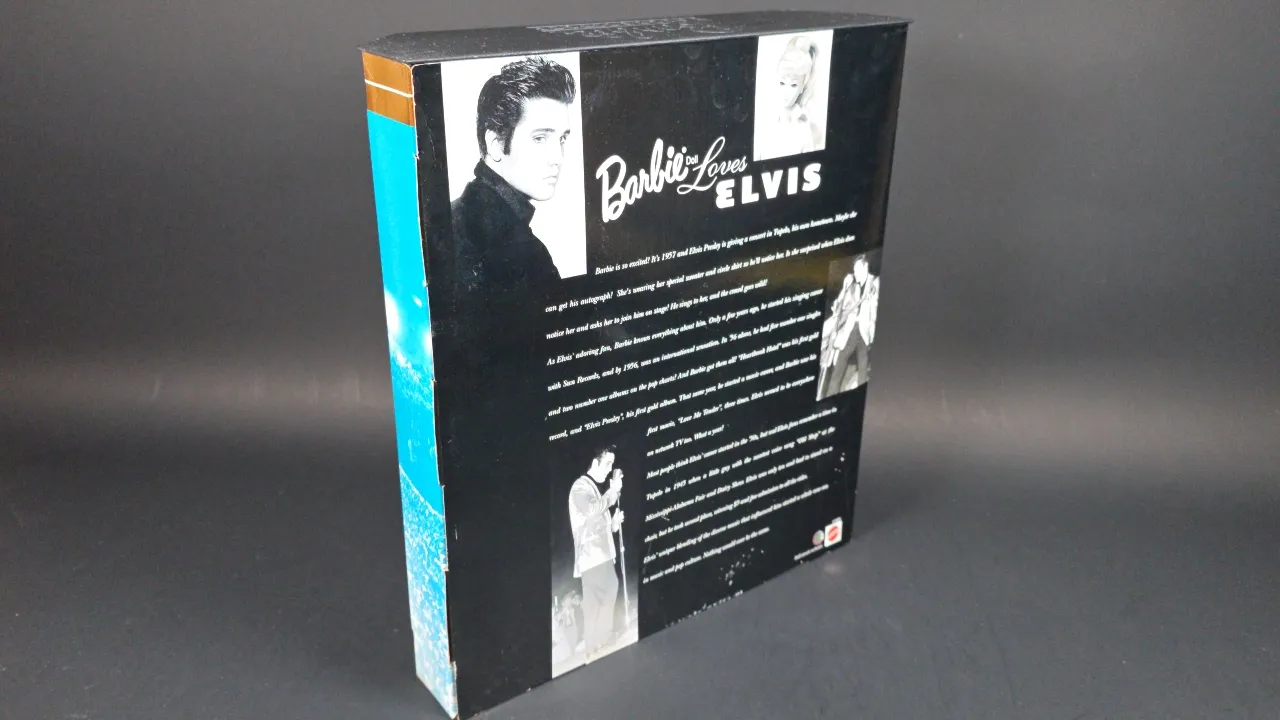 Barbie® Doll Loves
ELVIS
Barbie is so excited! It's 1957 and Elvis Presley is giving a concert in Tupelo, his own hometown. Maybe she
can get his autograph! She's wearing her special sweater and circle skirt so he'll notice her. Is she surprised when Elvis does
notice her and asks her to join him on stage! He sings to her, and the crowd goes wild!
As Elvis' adoring fan, Barbie knows everything about him. Only a few years ago, he started his singing career
with Sun Records, and by 1956, was an international sensation. In '56 alone, he had five number one singles
and two number one albums on the pop charts! And Barbie got them all! "Heartbreak Hotel" was his first gold
record, and "Elvis Presley", his first gold album. That same year, he started a movie career, and Barbie saw his
first movie, "Love Me Tender", three times. Elvis seemed to be everywhere
on network TV too. What a year!
Most people think Elvis' career started in the '50s, but real Elvis fans remember a time in
Tupelo in 1945 when a little guy with the sweetest voice sang "Old Shep" at the
Mississippi-Alabama Fair and Dairy Show. Elvis was only ten and had to stand on a
chair, but he took second place, winning $5 and free admission to all the rides.
Elvis' unique blending of the diverse music that influenced him started a whole new era
in music and pop culture. Nothing would ever be the same.